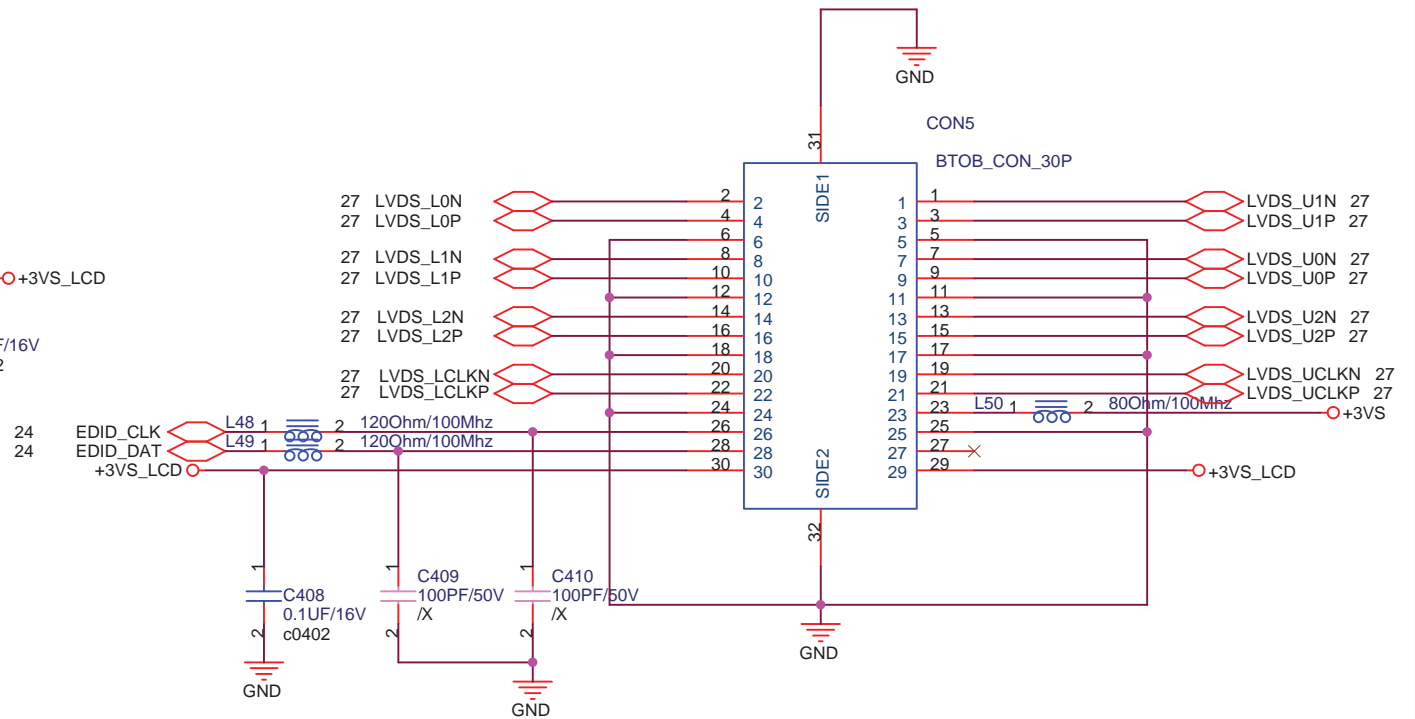 GND
CON5
BTOB_CON_30P
31
SIDE1
27 LVDS_L0N 2 2 1 1 LVDS_U1N 27
27 LVDS_L0P 4 4 3 3 LVDS_U1P 27
6 6 5 5
27 LVDS_L1N 8 8 7 7 LVDS_U0N 27
27 LVDS_L1P 10 10 9 9 LVDS_U0P 27
+3VS_LCD
12 12 11 11
27 LVDS_L2N 14 14 13 13 LVDS_U2N 27
27 LVDS_L2P 16 16 15 15 LVDS_U2P 27
F/16V
2
18 18 17 17
27 LVDS_LCLKN 20 20 19 19 LVDS_UCLKN 27
27 LVDS_LCLKP 22 22 21 21 LVDS_UCLKP 27
24 24 23 23 L50 1 2 80Ohm/100Mhz +3VS
24 EDID_CLK L48 1 2 120Ohm/100Mhz 26 26 25 25
24 EDID_DAT L49 1 2 120Ohm/100Mhz 28 28 27 27
+3VS_LCD 30 30 29 29 +3VS_LCD
SIDE2
32
1 C408 2
0.1UF/16V
c0402
GND
1 C409 2
100PF/50V
/X
1 C410 2
100PF/50V
/X
GND
GND